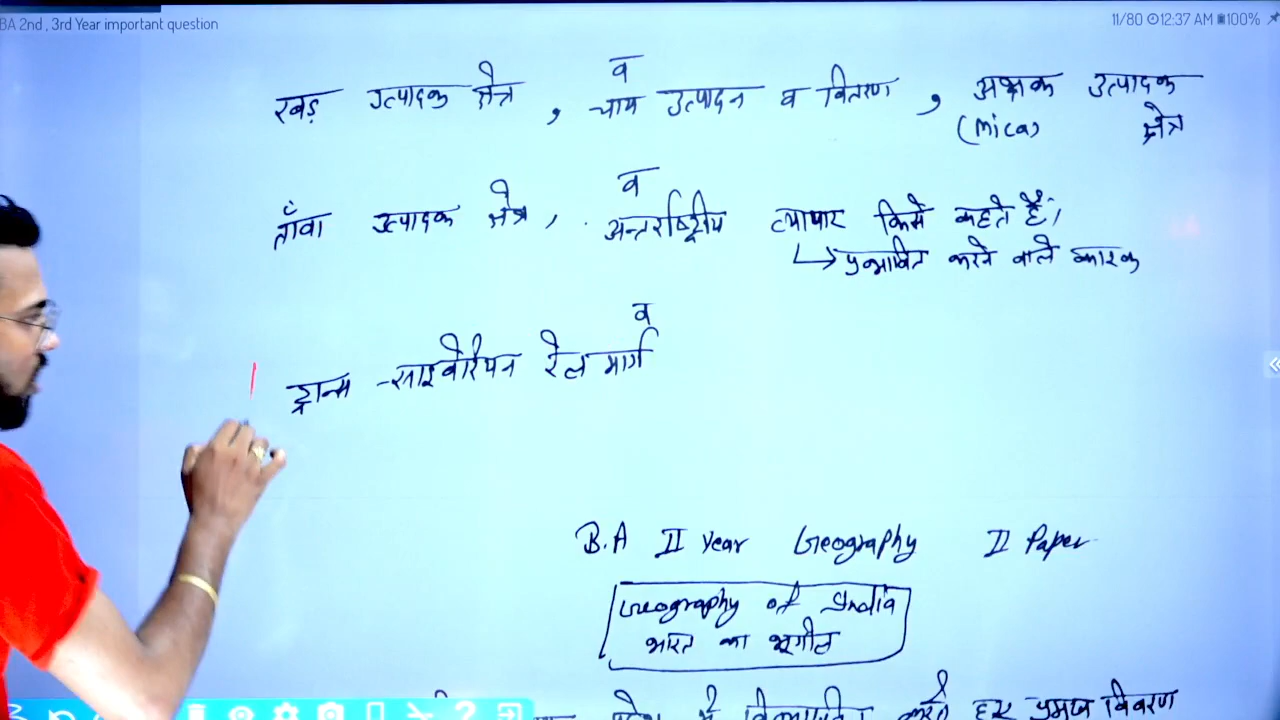 BA 2nd , 3rd Year important question
11/80 12:37 AM 100%
व
रबड़ उत्पादक क्षेत्र , चाय उत्पादन व वितरण , अभ्रक उत्पादक
(Mica) क्षेत्र
व
ताँबा उत्पादक क्षेत्र , अन्तर्राष्ट्रीय व्यापार किसे कहते हैं,
प्रभावित करने वाले कारक
व
ट्रान्स - साइबेरियन रेल मार्ग
B.A II Year Geography II Paper
Geography of India
भारत का भूगोल
में विभाजित करते हुए विवरण